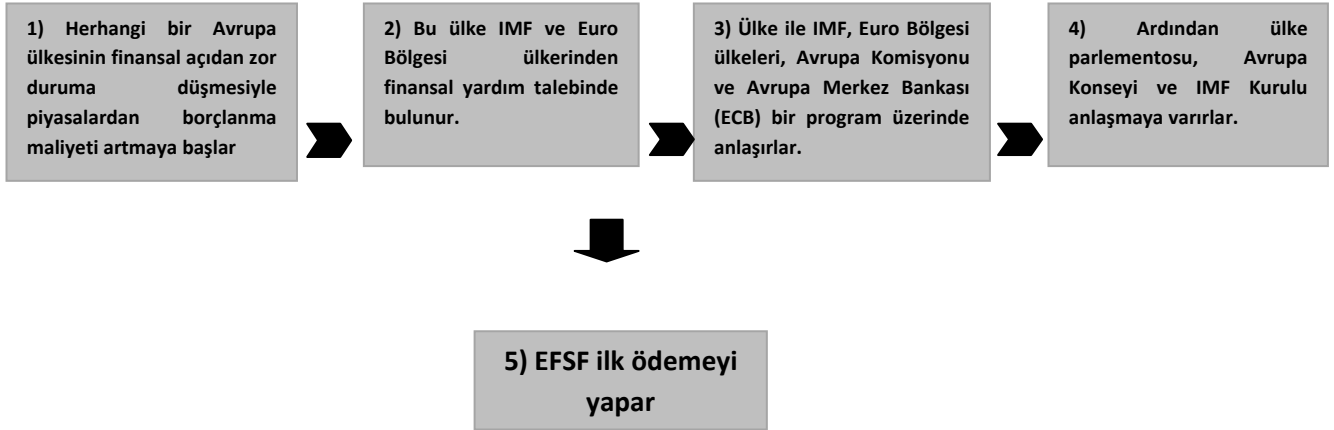 1) Herhangi bir Avrupa
ülkesinin finansal açıdan zor
duruma düşmesiyle
piyasalardan borçlanma
maliyeti artmaya başlar
2) Bu ülke IMF ve Euro
Bölgesi ülkerinden
finansal yardım talebinde
bulunur.
3) Ülke ile IMF, Euro Bölgesi
ülkeleri, Avrupa Komisyonu
ve Avrupa Merkez Bankası
(ECB) bir program üzerinde
anlaşırlar.
4) Ardından ülke
parlementosu, Avrupa
Konseyi ve IMF Kurulu
anlaşmaya varırlar.
5) EFSF ilk ödemeyi
yapar